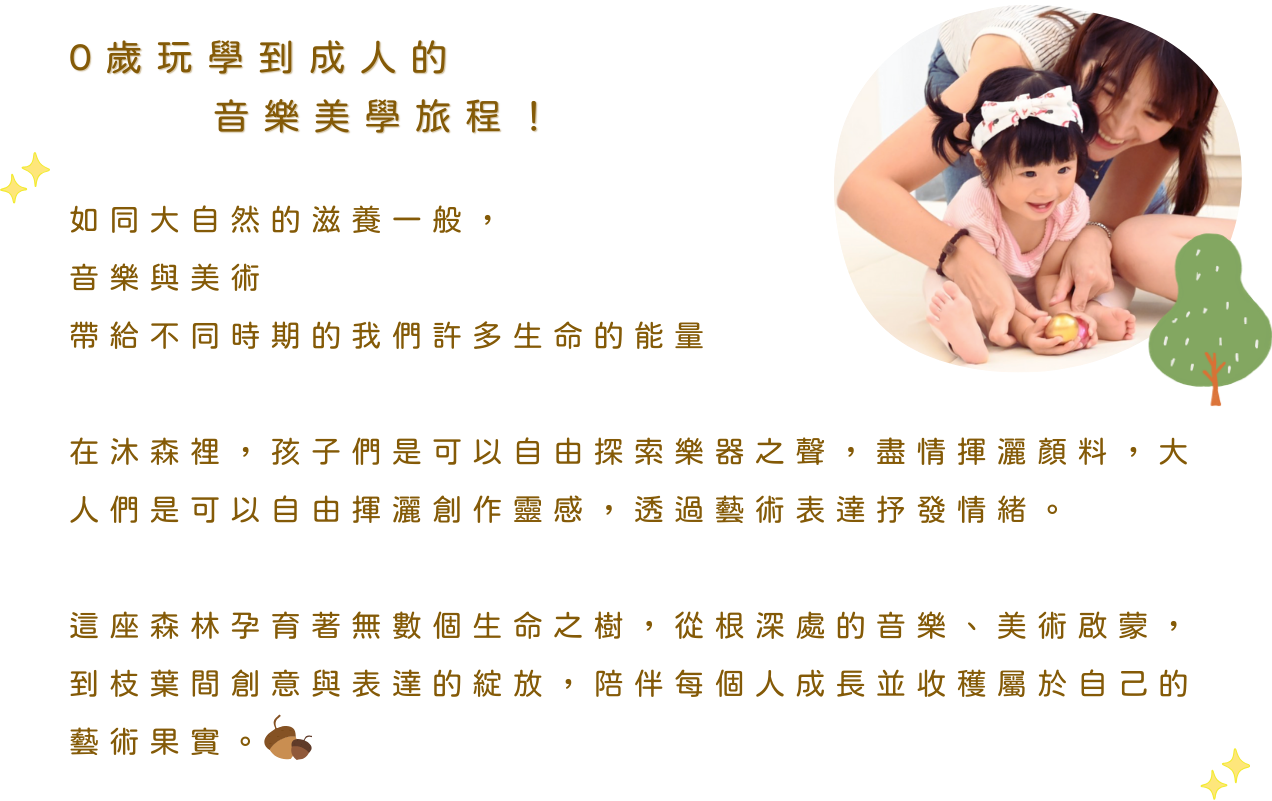 0歲玩學到成人的
音樂美學旅程！
如同大自然的滋養一般，
音樂與美術
帶給不同時期的我們許多生命的能量
在沐森裡，孩子們是可以自由探索樂器之聲，盡情揮灑顏料，大
人們是可以自由揮灑創作靈感，透過藝術表達抒發情緒。
這座森林孕育著無數個生命之樹，從根深處的音樂、美術啟蒙，
到枝葉間創意與表達的綻放，陪伴每個人成長並收穫屬於自己的
藝術果實。